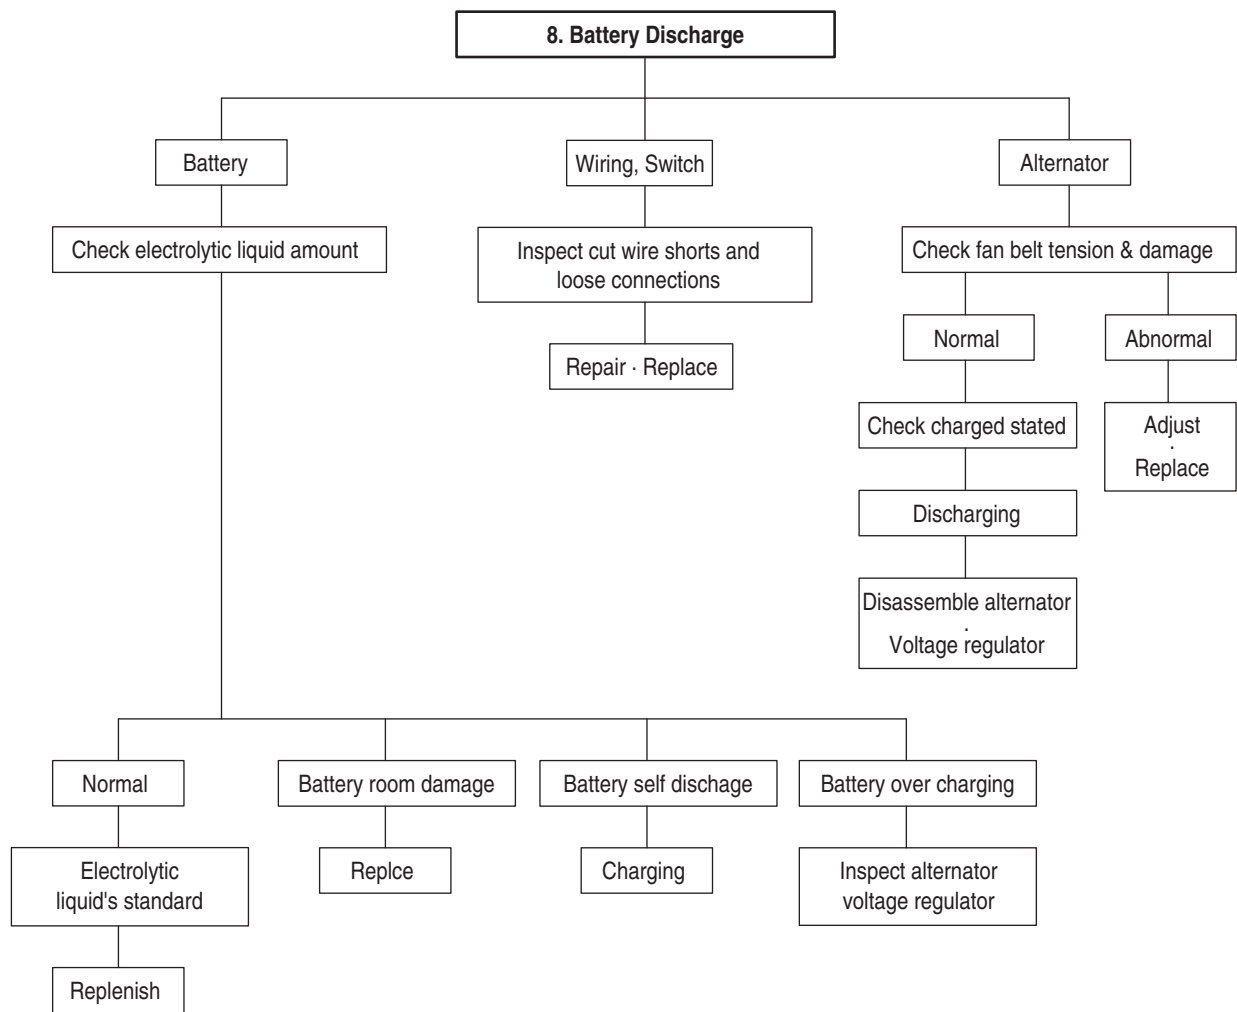 8. Battery Discharge
Battery
Wiring, Switch
Alternator
Check electrolytic liquid amount
Inspect cut wire shorts and
loose connections
Check fan belt tension & damage
Normal
Abnormal
Repair · Replace
Check charged stated
Adjust
·
Replace
Discharging
Disassemble alternator
·
Voltage regulator
Normal
Battery room damage
Battery self dischage
Battery over charging
Electrolytic
liquid's standard
Replce
Charging
Inspect alternator
voltage regulator
Replenish